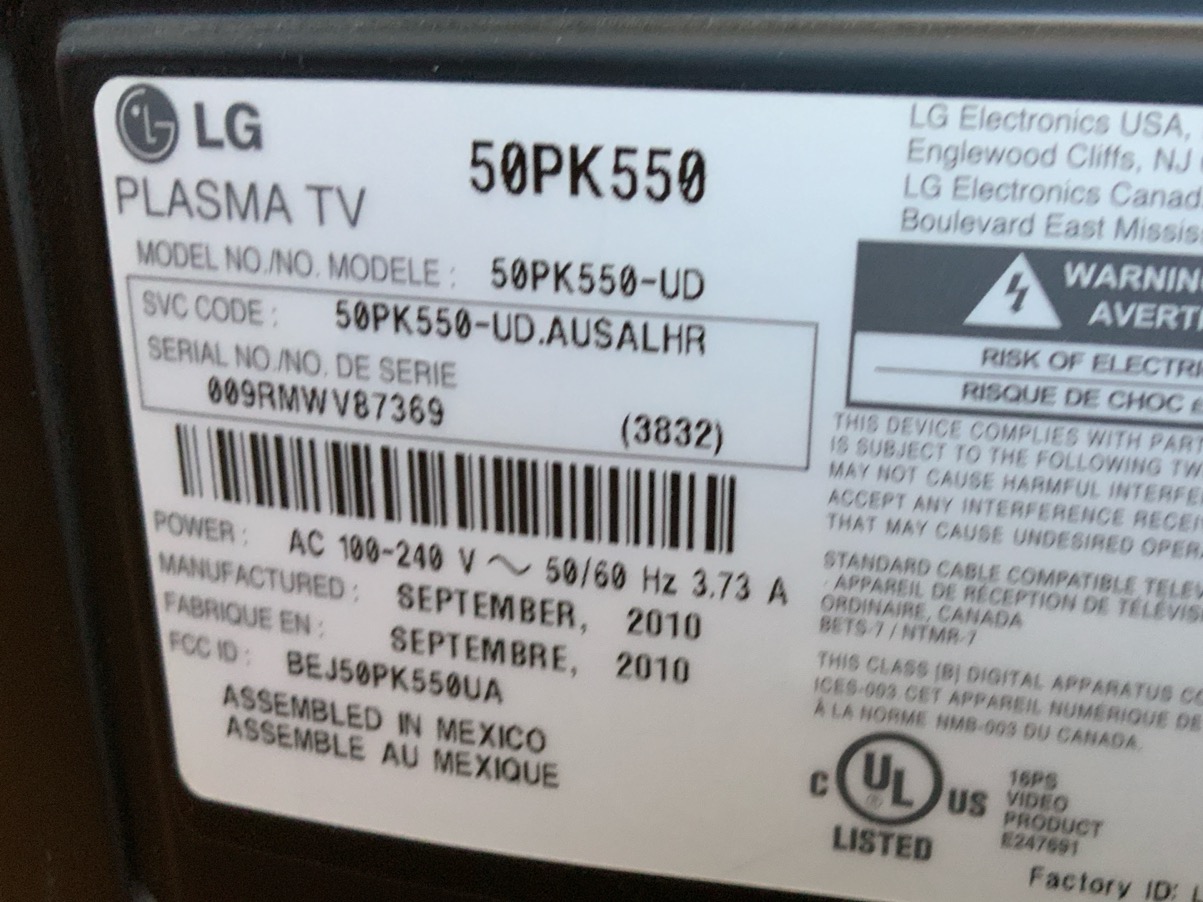 LG
50PK550
PLASMA TV
MODEL NO./NO. MODELE : 50PK550-UD
SVC CODE : 50PK550-UD.AUSALHR
SERIAL NO./NO. DE SERIE
009RMWV87369 (3832)
POWER : AC 100-240 V ~ 50/60 Hz 3.73 A
MANUFACTURED : SEPTEMBER, 2010
FABRIQUE EN : SEPTEMBRE, 2010
FCC ID : BEJ50PK550UA
ASSEMBLED IN MEXICO
ASSEMBLE AU MEXIQUE
LG Electronics USA,
Englewood Cliffs, NJ
LG Electronics Canad
Boulevard East Missis
WARNIN
AVERT
RISK OF ELECTRI
RISQUE DE CHOC é
THIS DEVICE COMPLIES WITH PART
IS SUBJECT TO THE FOLLOWING TW
MAY NOT CAUSE HARMFUL INTERFE
ACCEPT ANY INTERFERENCE RECE
THAT MAY CAUSE UNDESIRED OPER
STANDARD CABLE COMPATIBLE TELE
- APPAREIL DE RÉCEPTION DE TÉLÉVIS
ORDINAIRE, CANADA
BETS-7 / NTMR-7
THIS CLASS [B] DIGITAL APPARATUS CO
ICES-003 CET APPAREIL NUMÉRIQUE DE
À LA NORME NMB-003 DU CANADA.
C UL ® US
LISTED
16PS
VIDEO
PRODUCT
E247691
Factory ID: